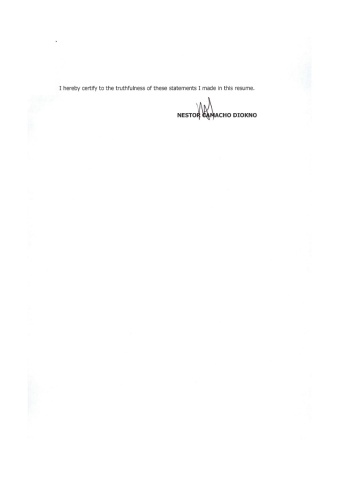 I hereby certify to the truthfulness of these statements I made in this resume.
NESTOR CAMACHO DIOKNO